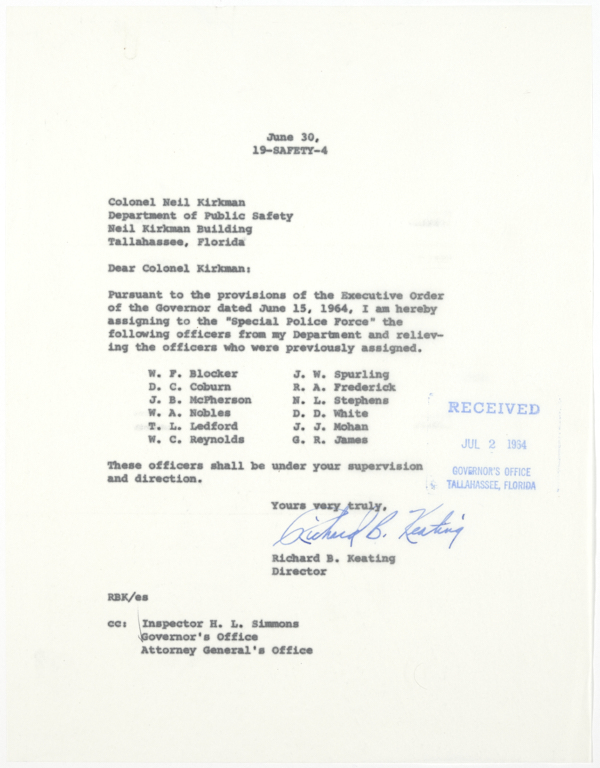 June 30,
19-SAFETY-4
Colonel Neil Kirkman
Department of Public Safety
Neil Kirkman Building
Tallahassee, Florida
Dear Colonel Kirkman:
Pursuant to the provisions of the Executive Order
of the Governor dated June 15, 1964, I am hereby
assigning to the "Special Police Force" the
following officers from my Department and reliev-
ing the officers who were previously assigned.
W. F. Blocker J. W. Spurling
D. C. Coburn R. A. Frederick
J. B. McPherson N. L. Stephens
W. A. Nobles D. D. White
T. L. Ledford J. J. Mohan
W. C. Reynolds G. R. James
RECEIVED
JUL 2 1964
GOVERNOR'S OFFICE
TALLAHASSEE, FLORIDA
These officers shall be under your supervision
and direction.
Yours very truly,
Richard B. Keating
Richard B. Keating
Director
RBK/es
cc: Inspector H. L. Simmons
Governor's Office
Attorney General's Office